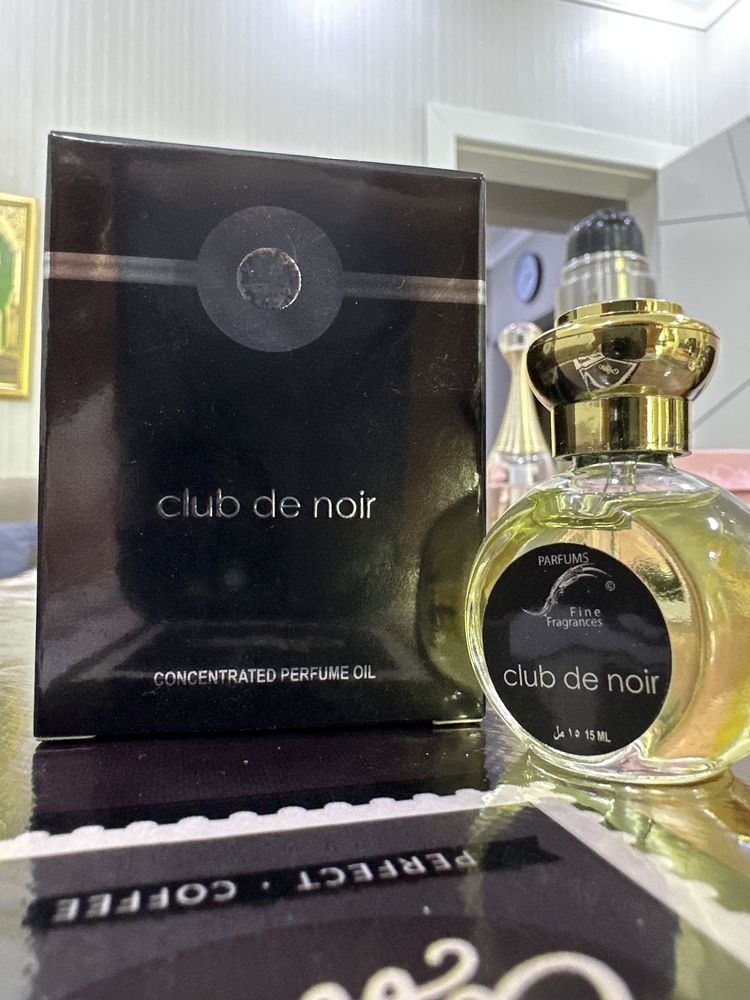 club de noir
CONCENTRATED PERFUME OIL
PARFUMS
©
Fine
Fragrances
club de noir
١٥ مل 15 ML
PERFECT · COFFEE